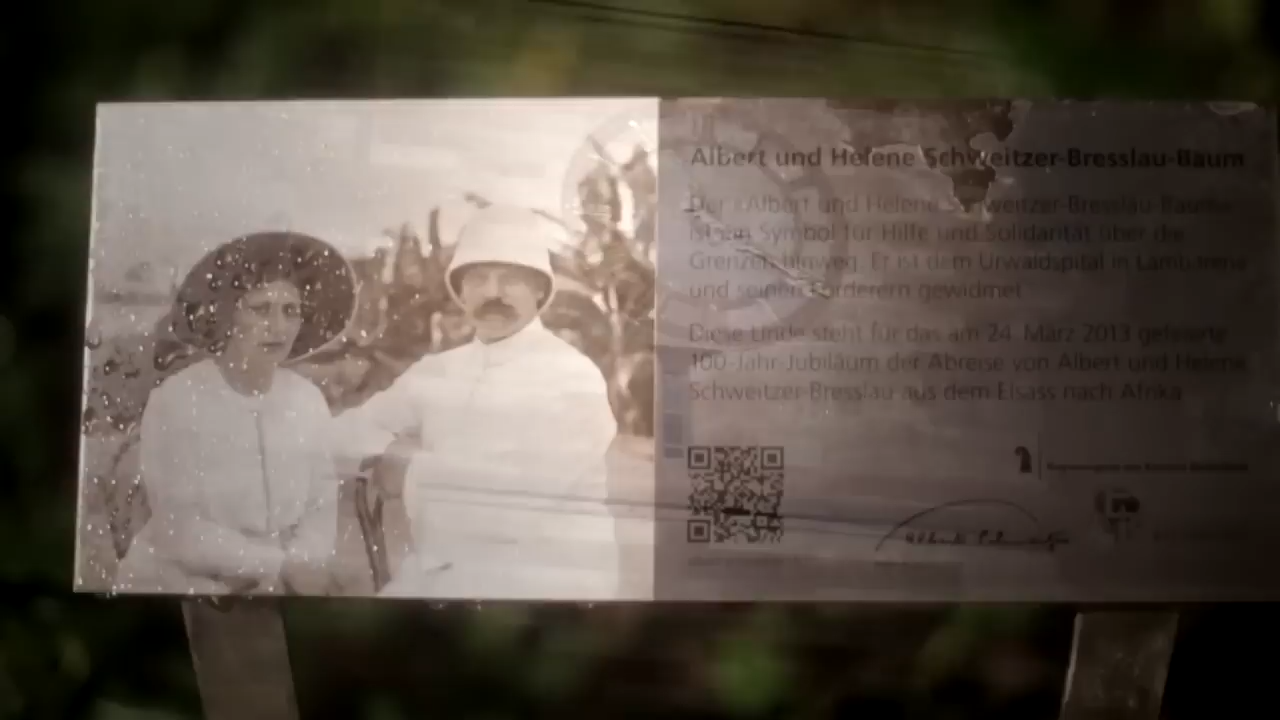 Albert und Helene Schweitzer-Bresslau-Baum
Der «Albert und Helene Schweitzer-Bresslau-Baum»
ist ein Symbol für Hilfe und Solidarität über die
Grenzen hinweg. Er ist dem Urwaldspital in Lambarene
und seinen Förderern gewidmet.
Diese Linde steht für das am 24. März 2013 gefeierte
100-Jahr-Jubiläum der Abreise von Albert und Helene
Schweitzer-Bresslau aus dem Elsass nach Afrika.
Albert Schweitzer